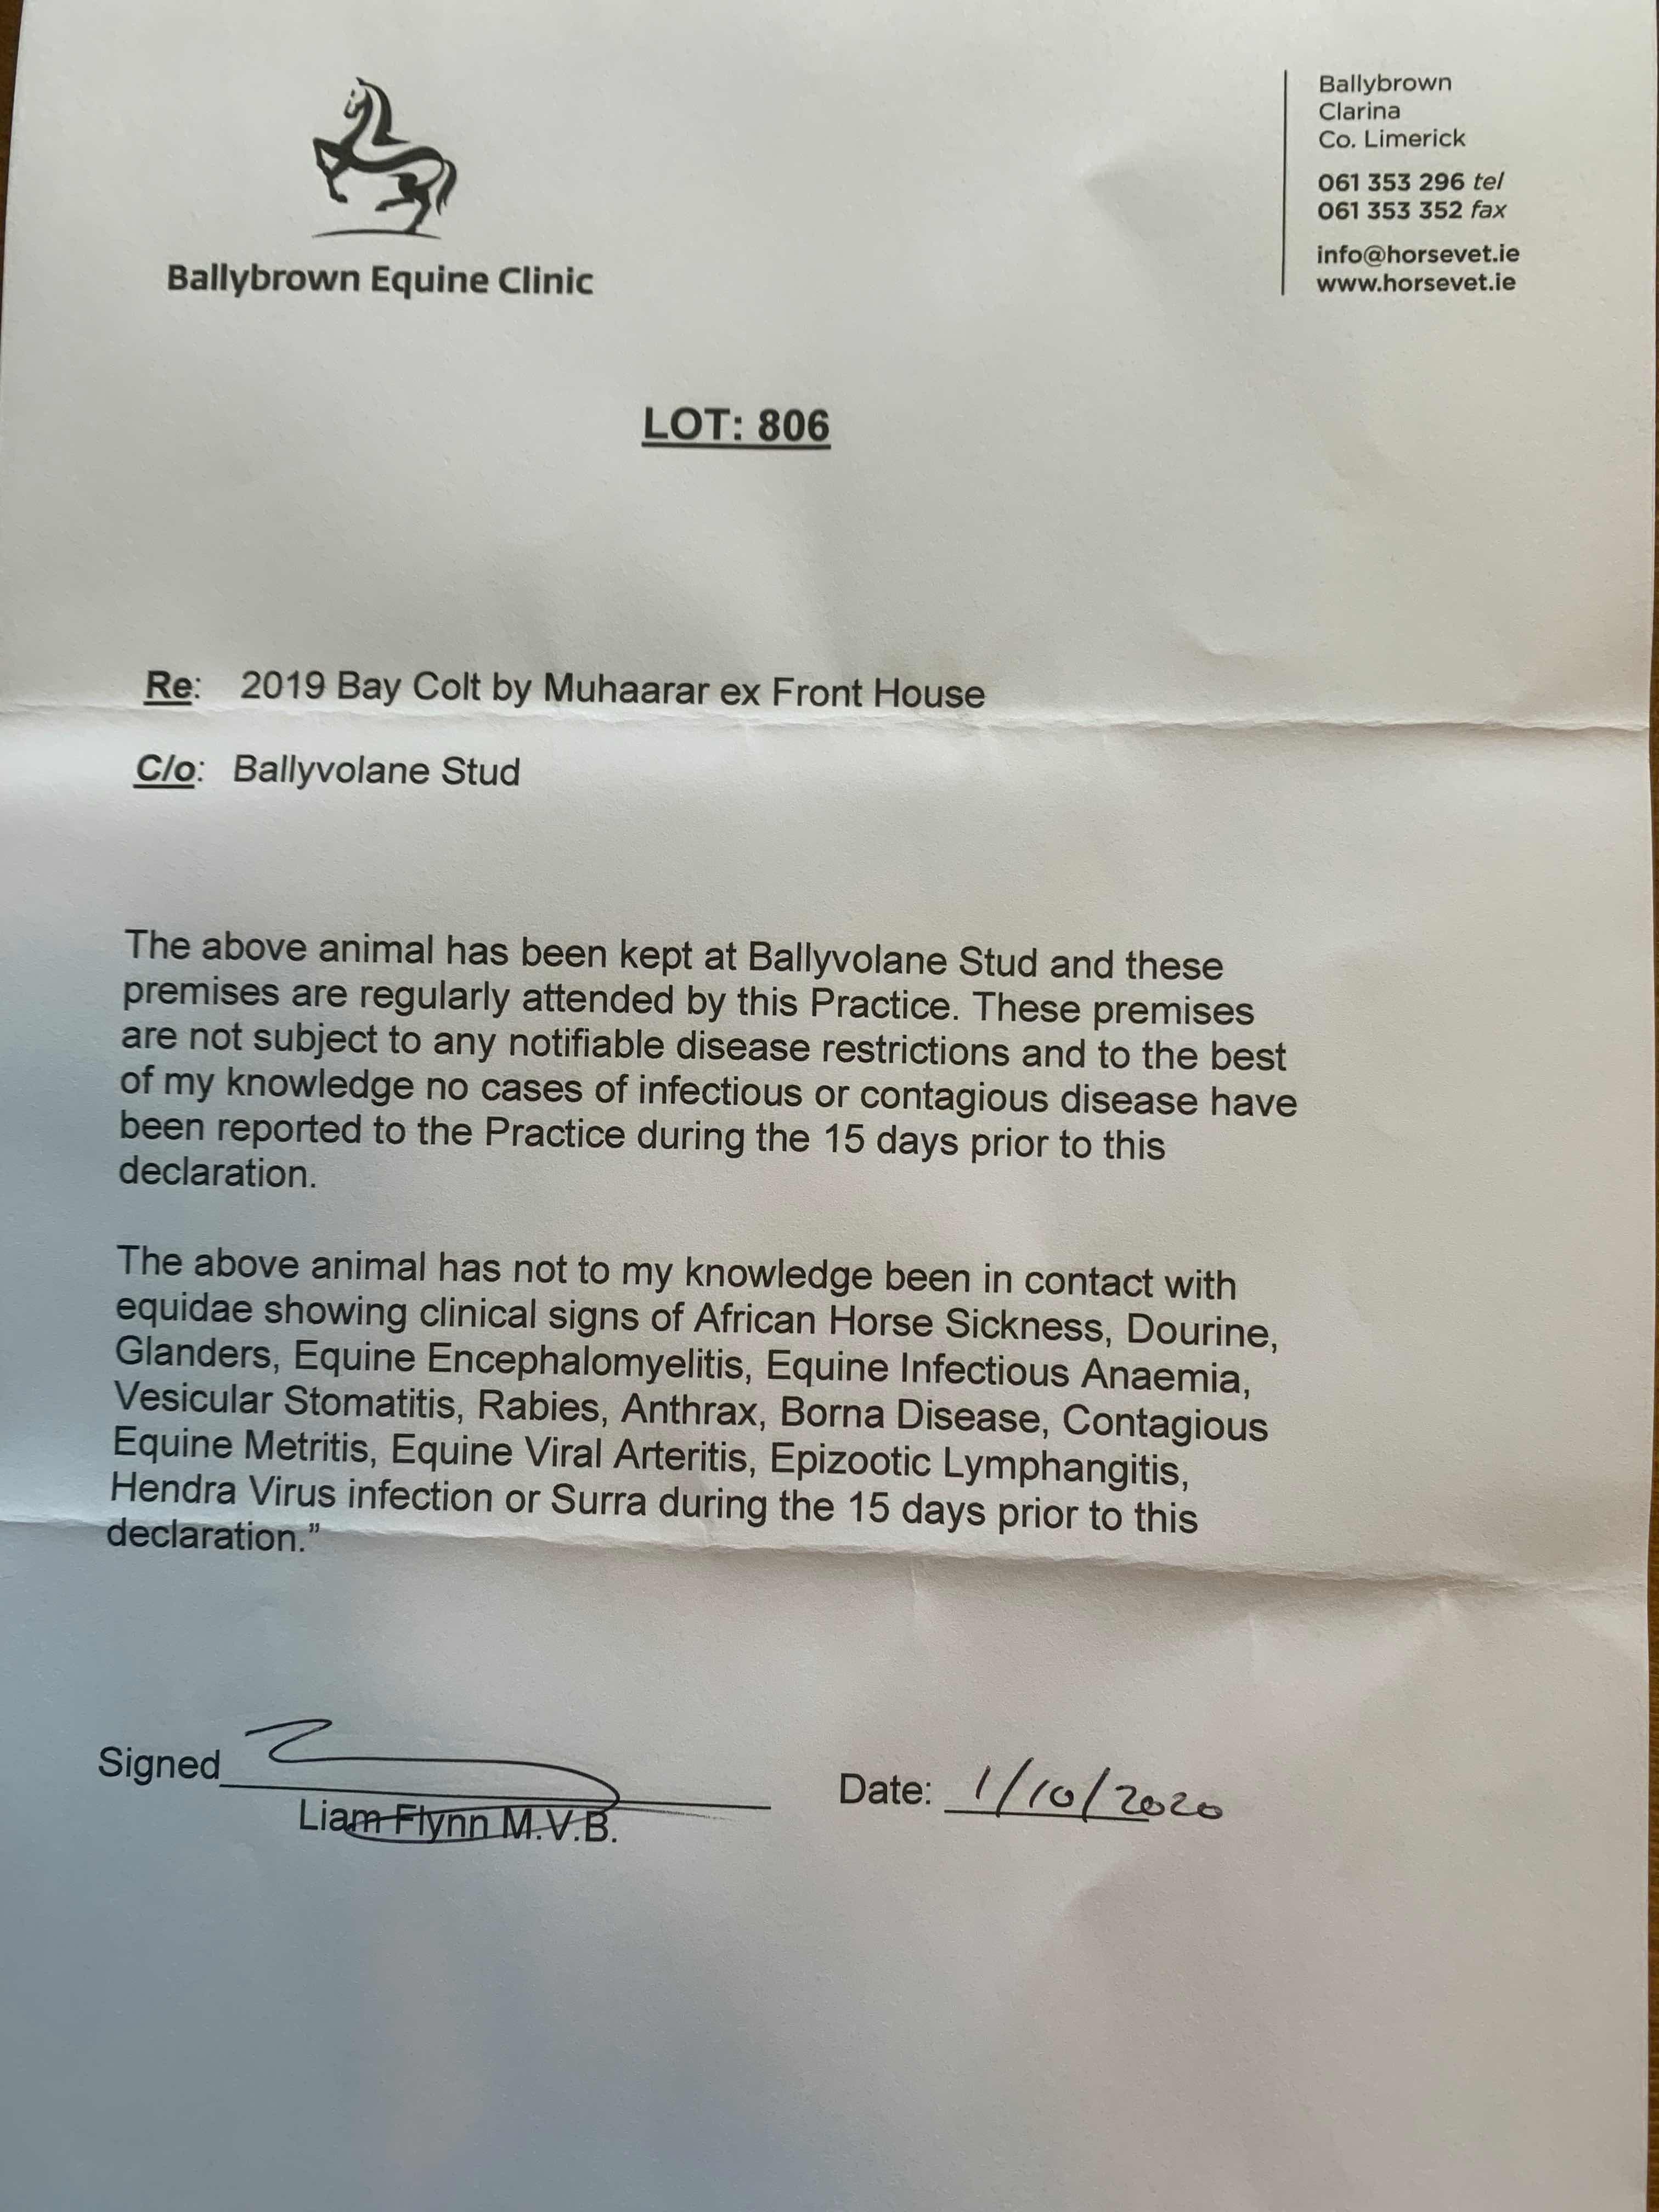 Ballybrown Equine Clinic
Ballybrown
Clarina
Co. Limerick
061 353 296 tel
061 353 352 fax
info@horsevet.ie
www.horsevet.ie
LOT: 806
Re: 2019 Bay Colt by Muhaarar ex Front House
C/o: Ballyvolane Stud
The above animal has been kept at Ballyvolane Stud and these
premises are regularly attended by this Practice. These premises
are not subject to any notifiable disease restrictions and to the best
of my knowledge no cases of infectious or contagious disease have
been reported to the Practice during the 15 days prior to this
declaration.
The above animal has not to my knowledge been in contact with
equidae showing clinical signs of African Horse Sickness, Dourine,
Glanders, Equine Encephalomyelitis, Equine Infectious Anaemia,
Vesicular Stomatitis, Rabies, Anthrax, Borna Disease, Contagious
Equine Metritis, Equine Viral Arteritis, Epizootic Lymphangitis,
Hendra Virus infection or Surra during the 15 days prior to this
declaration.”
Signed
Liam Flynn M.V.B.
Date: 1/10/2020